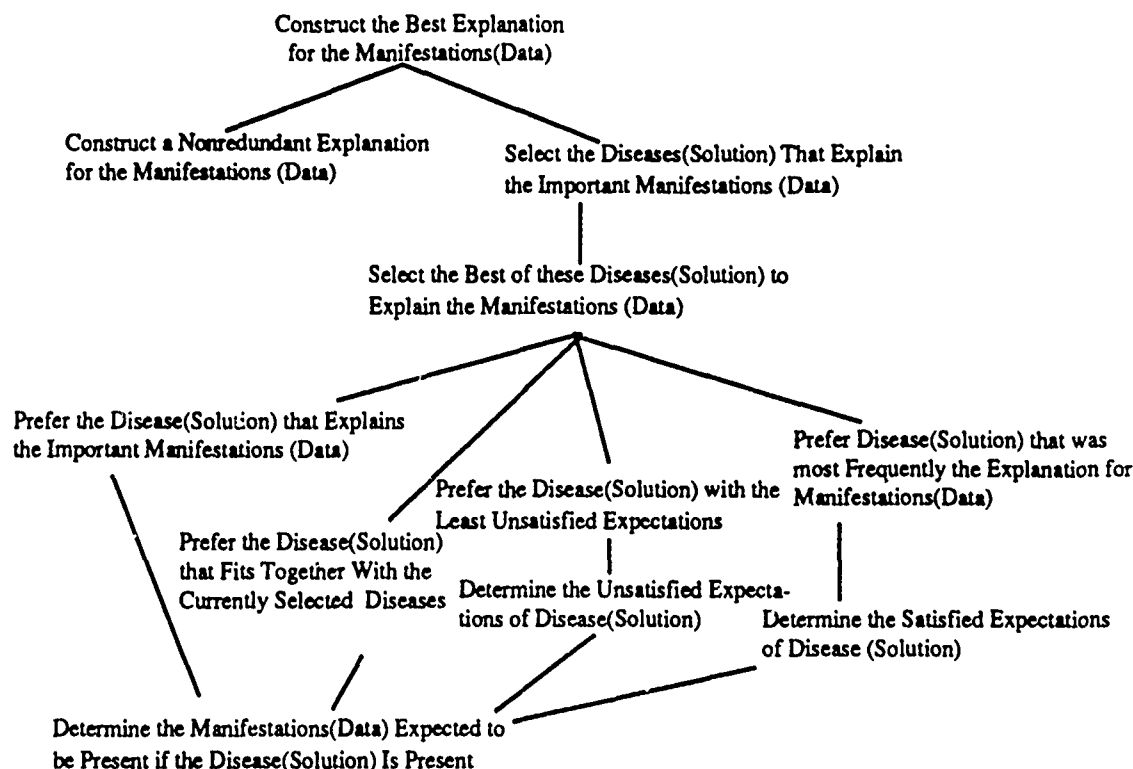 Construct the Best Explanation
for the Manifestations(Data)
Construct a Nonredundant Explanation
for the Manifestations (Data)
Select the Diseases(Solution) That Explain
the Important Manifestations (Data)
Select the Best of these Diseases(Solution) to
Explain the Manifestations (Data)
Prefer the Disease(Solution) that Explains
the Important Manifestations (Data)
Prefer Disease(Solution) that was
most Frequently the Explanation for
Manifestations(Data)
Prefer the Disease(Solution) with the
Least Unsatisfied Expectations
Prefer the Disease(Solution)
that Fits Together With the
Currently Selected Diseases
Determine the Unsatisfied Expecta-
tions of Disease(Solution)
Determine the Satisfied Expectations
of Disease (Solution)
Determine the Manifestations(Data) Expected to
be Present if the Disease(Solution) Is Present